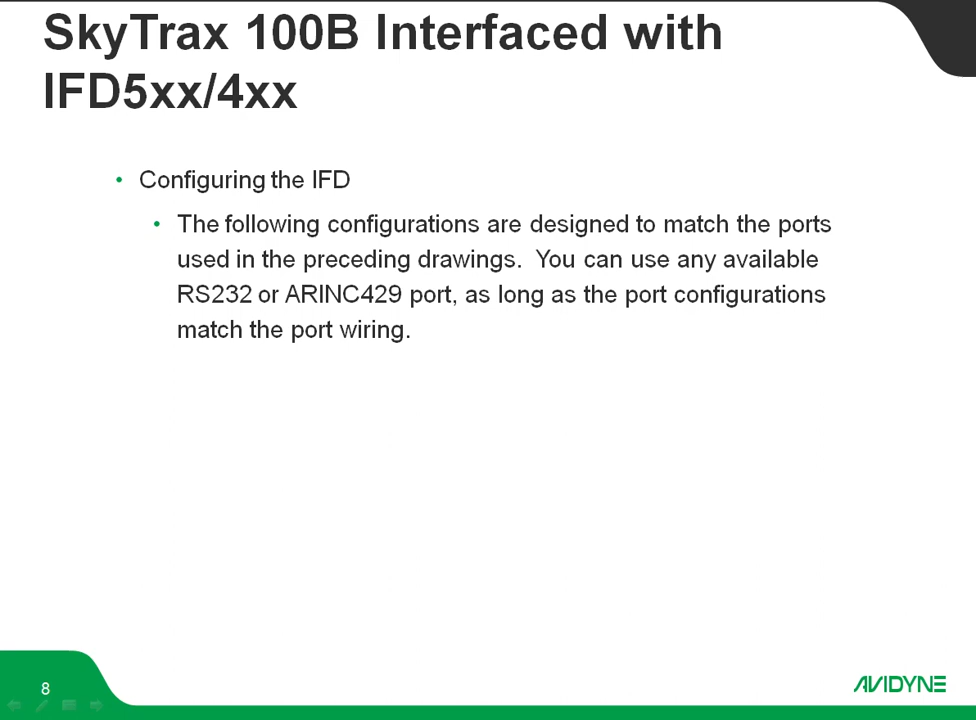 SkyTrax 100B Interfaced with
IFD5xx/4xx
• Configuring the IFD
• The following configurations are designed to match the ports
used in the preceding drawings.  You can use any available
RS232 or ARINC429 port, as long as the port configurations
match the port wiring.
8
AVIDYNE